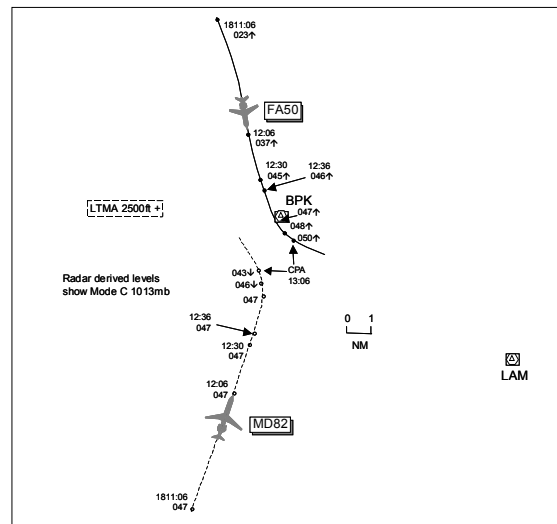 1811:06
023↑
FA50
12:06
037↑
12:30
045↑
12:36
046↑
BPK
047↑
048↑
050↑
LTMA 2500ft +
Radar derived levels
show Mode C 1013mb
043↓
046↓
047
CPA
13:06
12:36
047
12:30
047
0 1
NM
LAM
12:06
047
MD82
1811:06
047